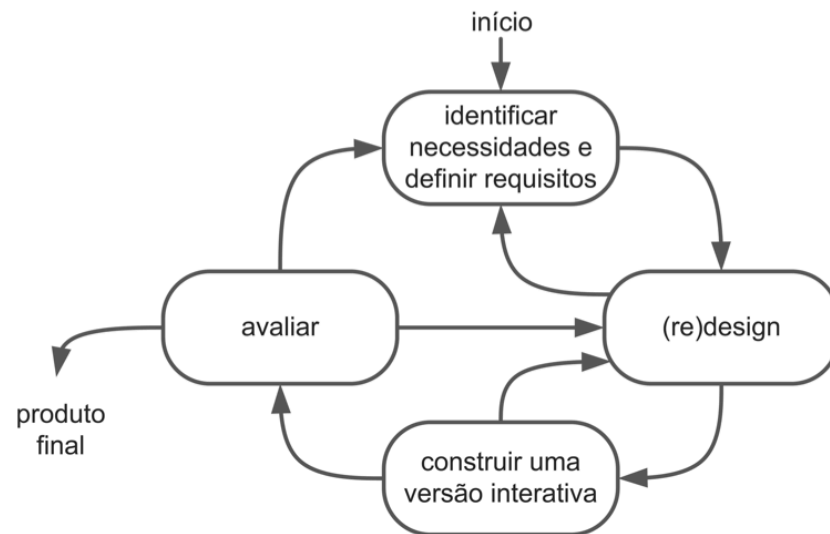 início
identificar
necessidades e
definir requisitos
avaliar
(re)design
produto
final
construir uma
versão interativa